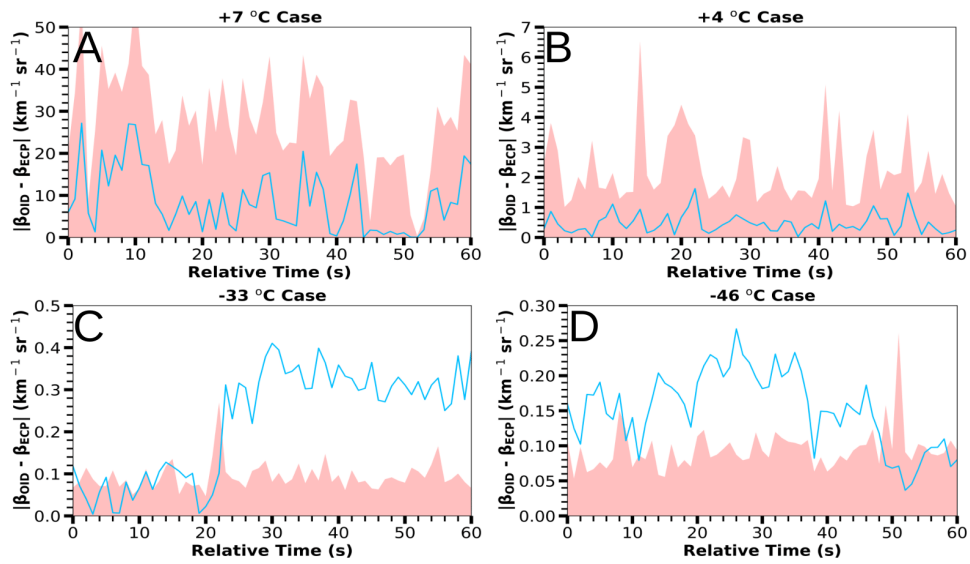 +7 °C Case
A
50
40
30
20
10
0
|βOID - βECP| (km⁻¹ sr⁻¹)
0 10 20 30 40 50 60
Relative Time (s)
+4 °C Case
B
7
6
5
4
3
2
1
0
|βOID - βECP| (km⁻¹ sr⁻¹)
0 10 20 30 40 50 60
Relative Time (s)
-33 °C Case
C
0.5
0.4
0.3
0.2
0.1
0.0
|βOID - βECP| (km⁻¹ sr⁻¹)
0 10 20 30 40 50 60
Relative Time (s)
-46 °C Case
D
0.30
0.25
0.20
0.15
0.10
0.05
0.00
|βOID - βECP| (km⁻¹ sr⁻¹)
0 10 20 30 40 50 60
Relative Time (s)